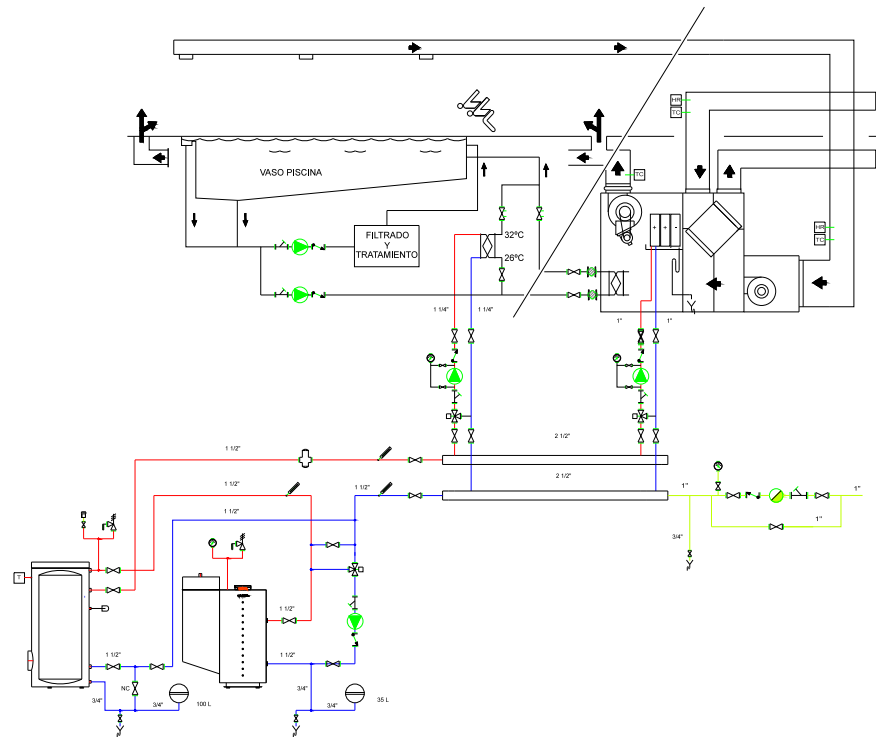 HR
TC
VASO PISCINA
TC
FILTRADO
Y
TRATAMIENTO
32ºC
26ºC
+ + -
HR
TC
1 1/4"
1 1/4"
1"
1"
2 1/2"
1 1/2"
2 1/2"
1 1/2"
1 1/2"
1"
1"
1 1/2"
1"
3/4"
T
1 1/2"
1 1/2"
1 1/2"
NC
3/4"
3/4"
100 L
3/4"
3/4"
35 L